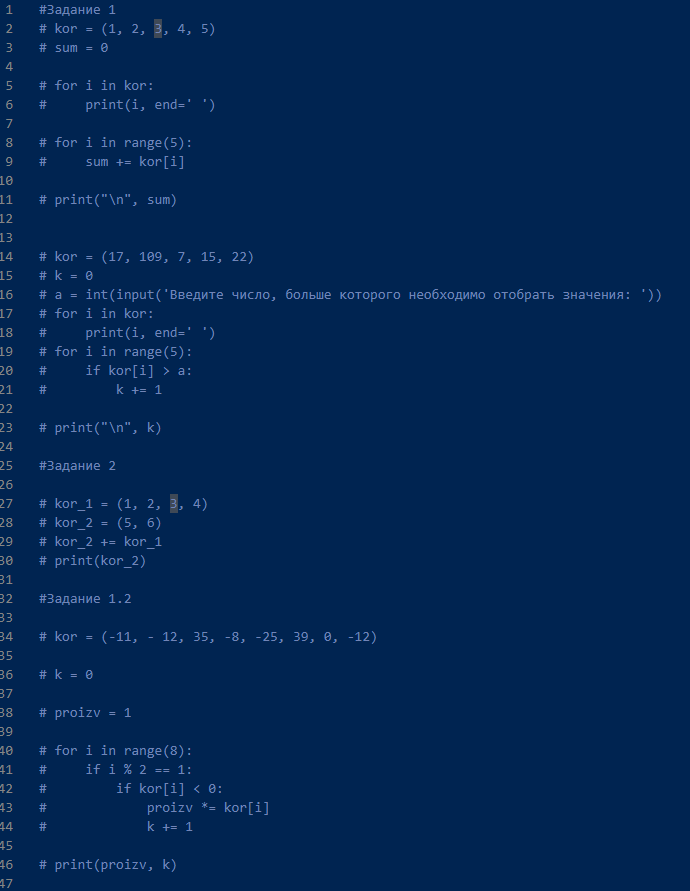 1 #Задание 1
2 # kor = (1, 2, 3, 4, 5)
3 # sum = 0
4
5 # for i in kor:
6 #     print(i, end=' ')
7
8 # for i in range(5):
9 #     sum += kor[i]
10
11 # print("\n", sum)
12
13
14 # kor = (17, 109, 7, 15, 22)
15 # k = 0
16 # a = int(input('Введите число, больше которого необходимо отобрать значения: '))
17 # for i in kor:
18 #     print(i, end=' ')
19 # for i in range(5):
20 #     if kor[i] > a:
21 #         k += 1
22
23 # print("\n", k)
24
25 #Задание 2
26
27 # kor_1 = (1, 2, 3, 4)
28 # kor_2 = (5, 6)
29 # kor_2 += kor_1
30 # print(kor_2)
31
32 #Задание 1.2
33
34 # kor = (-11, - 12, 35, -8, -25, 39, 0, -12)
35
36 # k = 0
37
38 # proizv = 1
39
40 # for i in range(8):
41 #     if i % 2 == 1:
42 #         if kor[i] < 0:
43 #             proizv *= kor[i]
44 #             k += 1
45
46 # print(proizv, k)
47